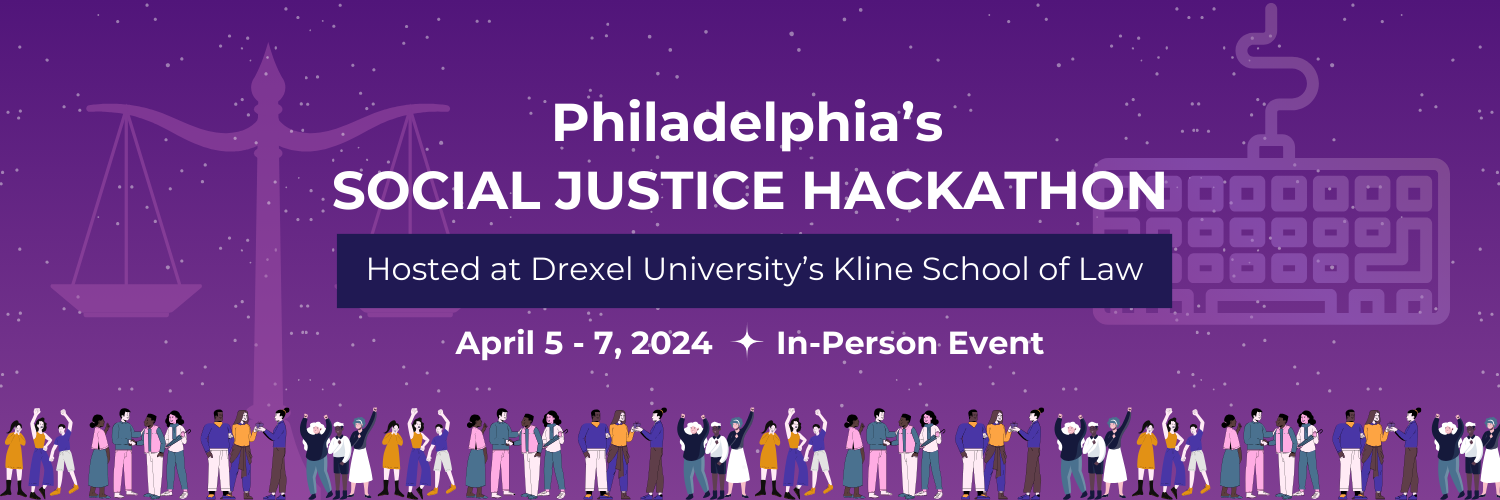 Philadelphia’s
SOCIAL JUSTICE HACKATHON
Hosted at Drexel University’s Kline School of Law
April 5 - 7, 2024 In-Person Event